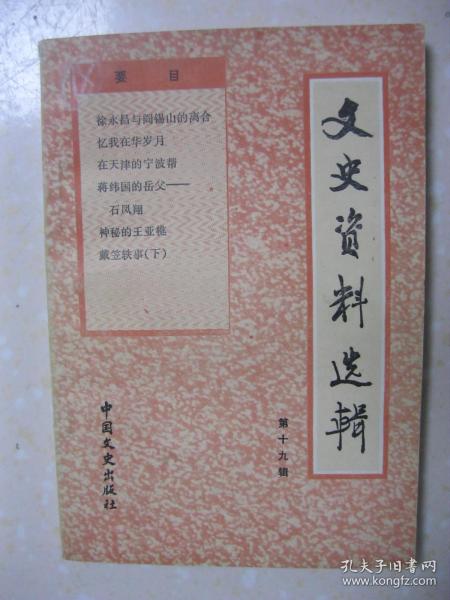 要目
徐永昌与阎锡山的离合
忆我在华岁月
在天津的宁波帮
蒋纬国的岳父——
石凤翔
神秘的王亚樵
戴笠轶事(下)
文史资料选辑
第十九辑
中国文史出版社
孔夫子旧书网
www.kongfz.com